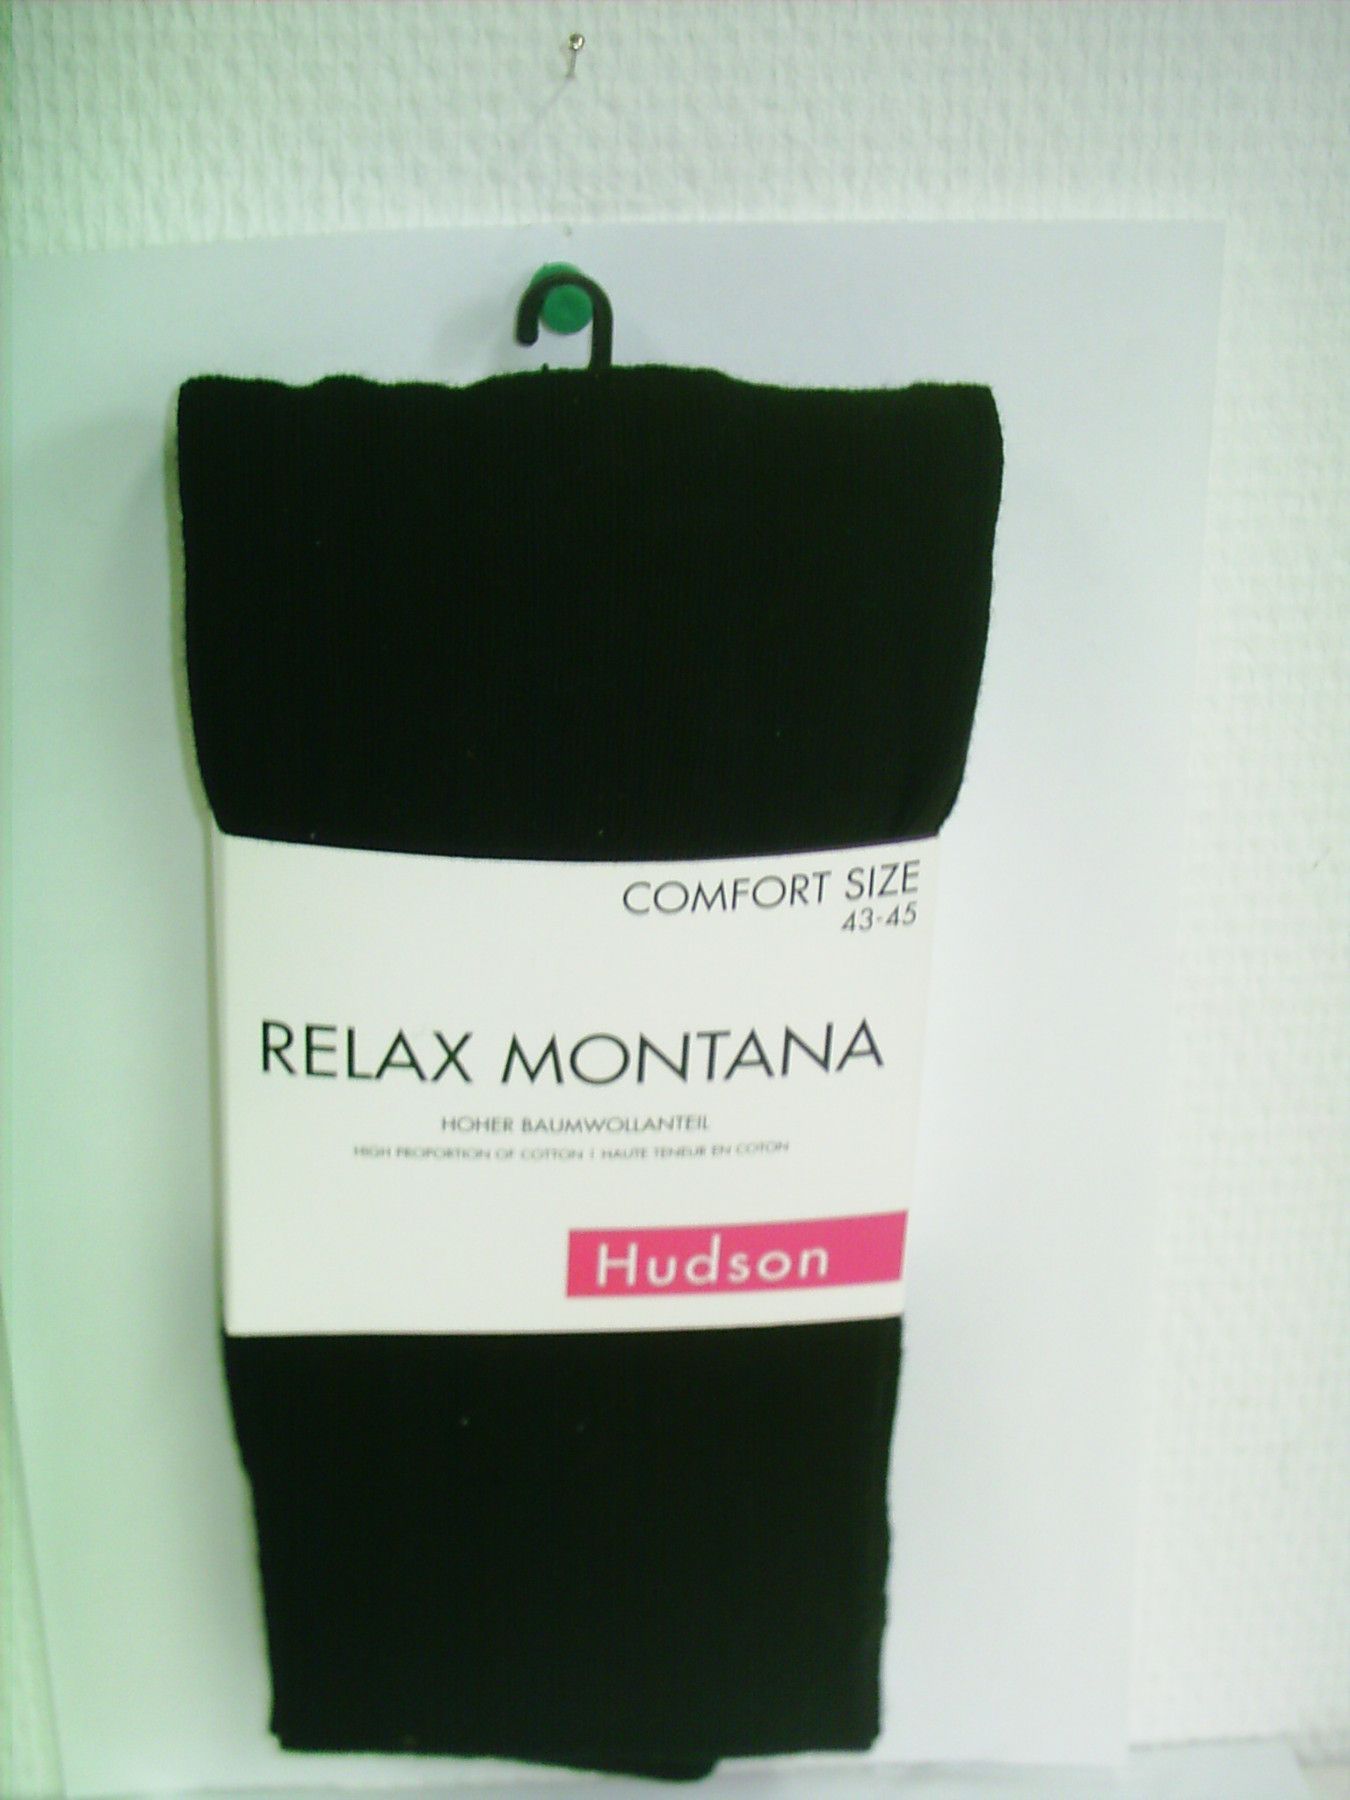 COMFORT SIZE
43-45
RELAX MONTANA
HOHER BAUMWOLLANTEIL
HIGH PROPORTION OF COTTON | HAUTE TENEUR EN COTON
Hudson